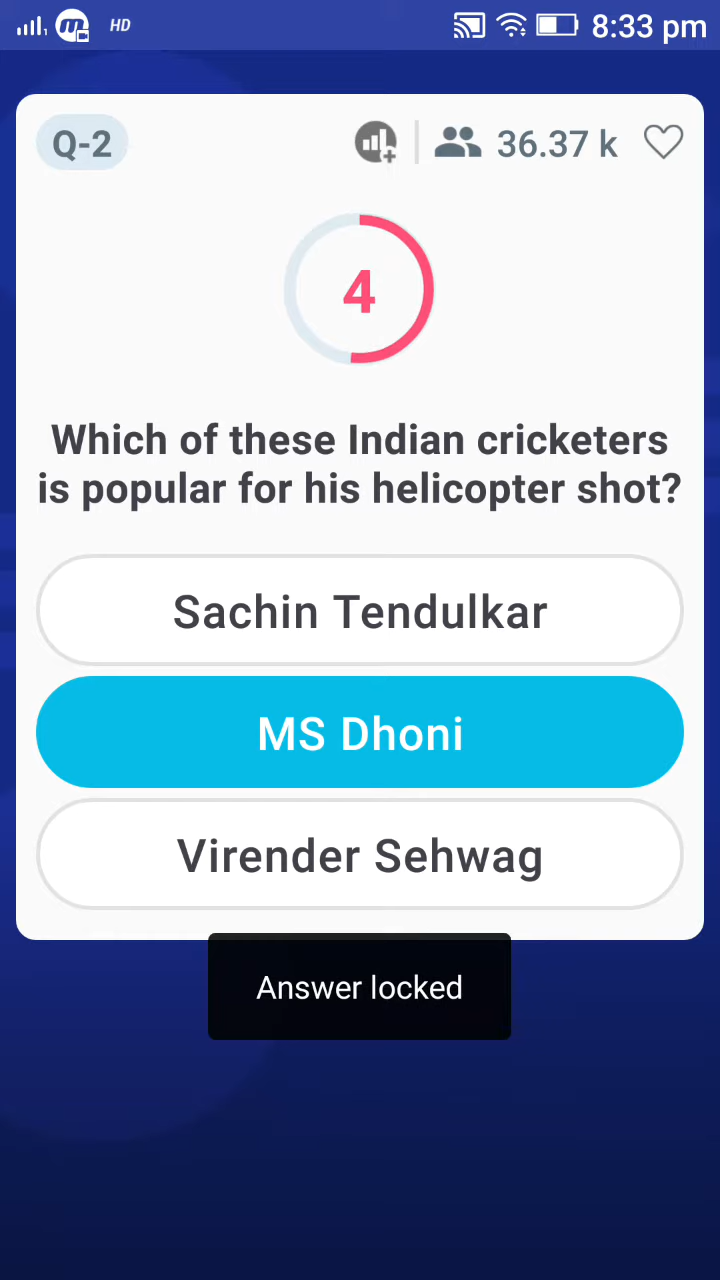 HD
8:33 pm
Q-2
36.37 k
4
Which of these Indian cricketers
is popular for his helicopter shot?
Sachin Tendulkar
MS Dhoni
Virender Sehwag
Answer locked